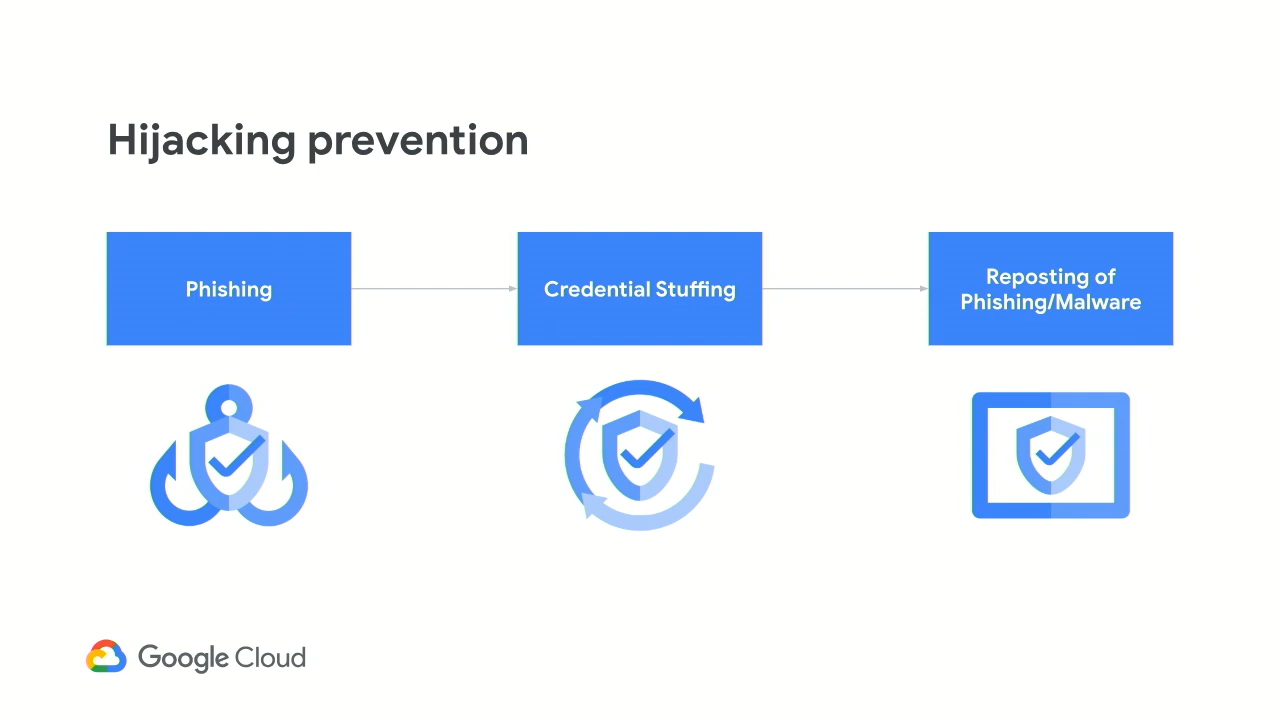 Hijacking prevention
Phishing
Credential Stuffing
Reposting of
Phishing/Malware
Google Cloud